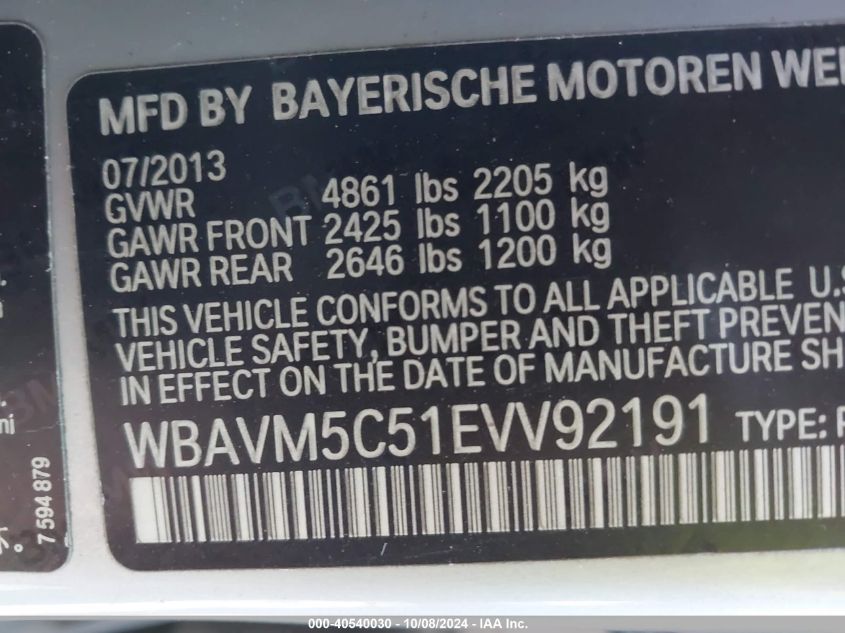 MFD BY BAYERISCHE MOTOREN WE
07/2013
GVWR 4861 lbs 2205 kg
GAWR FRONT 2425 lbs 1100 kg
GAWR REAR 2646 lbs 1200 kg
THIS VEHICLE CONFORMS TO ALL APPLICABLE U.S
VEHICLE SAFETY, BUMPER AND THEFT PREVEN
IN EFFECT ON THE DATE OF MANUFACTURE SH
WBAVM5C51EVV92191 TYPE: P
7 594 879
000-40540030 - 10/08/2024 - IAA Inc.